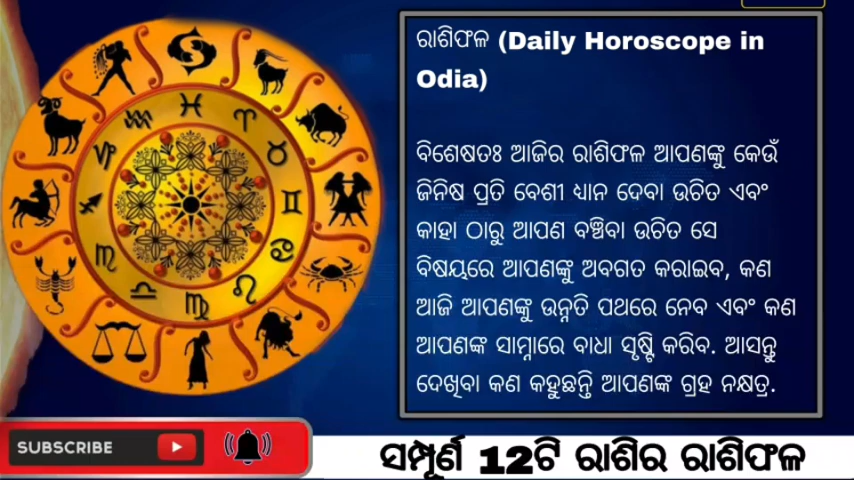 ରାଶିଫଳ (Daily Horoscope in
Odia)
ବିଶେଷତଃ ଆଜିର ରାଶିଫଳ ଆପଣଙ୍କୁ କେଉଁ
ଜିନିଷ ପ୍ରତି ବେଶୀ ଧ୍ୟାନ ଦେବା ଉଚିତ ଏବଂ
କାହା ଠାରୁ ଆପଣ ବଞ୍ଚିବା ଉଚିତ ସେ
ବିଷୟରେ ଆପଣଙ୍କୁ ଅବଗତ କରାଇବ, କଣ
ଆଜି ଆପଣଙ୍କୁ ଉନ୍ନତି ପଥରେ ନେବ ଏବଂ କଣ
ଆପଣଙ୍କ ସାମ୍ନାରେ ବାଧା ସୃଷ୍ଟି କରିବ. ଆସନ୍ତୁ
ଦେଖିବା କଣ କହୁଛନ୍ତି ଆପଣଙ୍କ ଗ୍ରହ ନକ୍ଷତ୍ର.
SUBSCRIBE
ସମ୍ପୂର୍ଣ 12ଟି ରାଶିର ରାଶିଫଳ